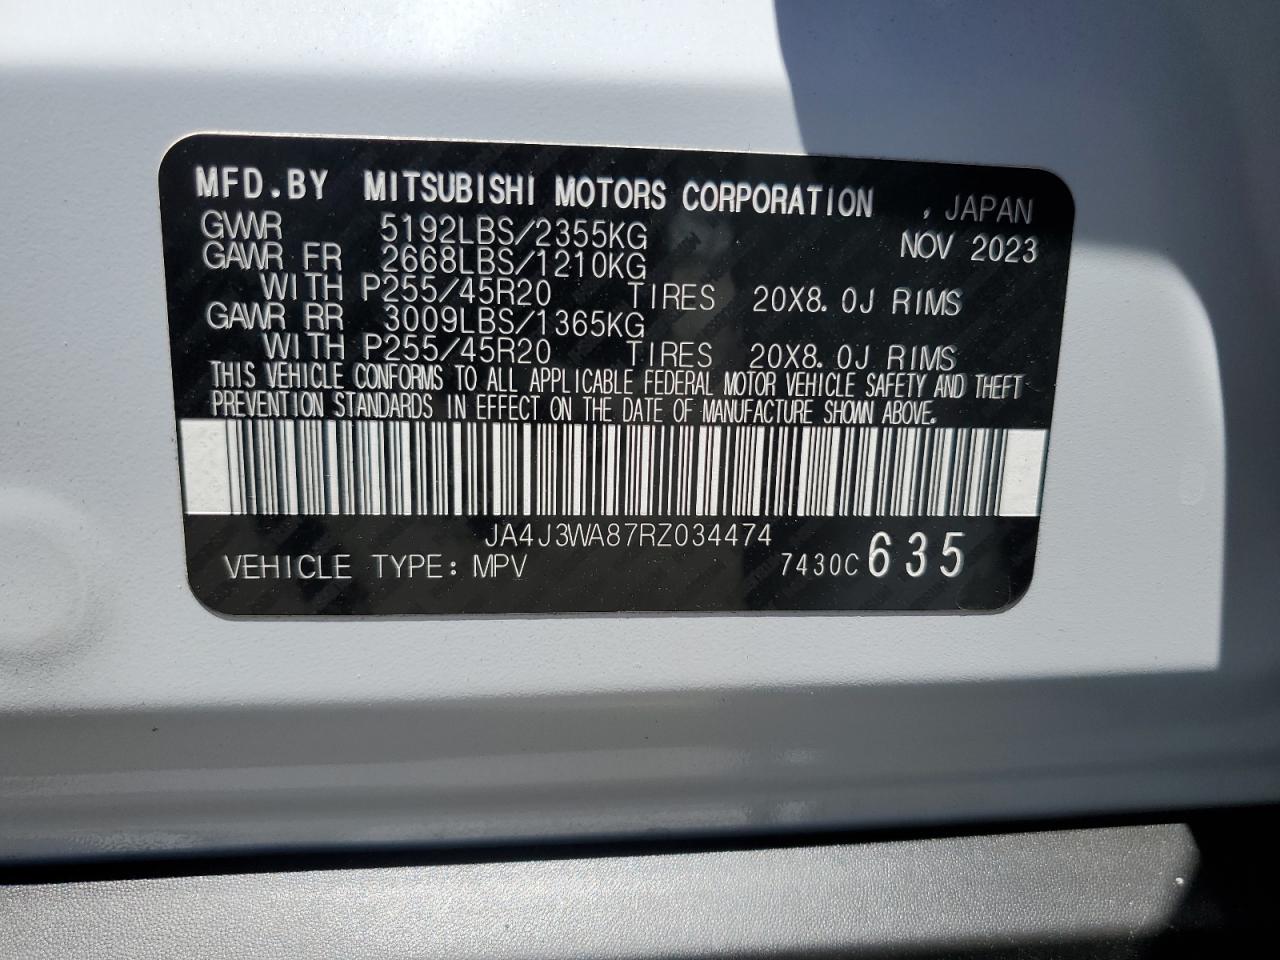 MFD.BY MITSUBISHI MOTORS CORPORATION , JAPAN
GVWR 5192LBS/2355KG NOV 2023
GAWR FR 2668LBS/1210KG
WITH P255/45R20 TIRES 20X8.0J RIMS
GAWR RR 3009LBS/1365KG
WITH P255/45R20 TIRES 20X8.0J RIMS
THIS VEHICLE CONFORMS TO ALL APPLICABLE FEDERAL MOTOR VEHICLE SAFETY AND THEFT
PREVENTION STANDARDS IN EFFECT ON THE DATE OF MANUFACTURE SHOWN ABOVE.
JA4J3WA87RZ034474
VEHICLE TYPE: MPV 7430C 635